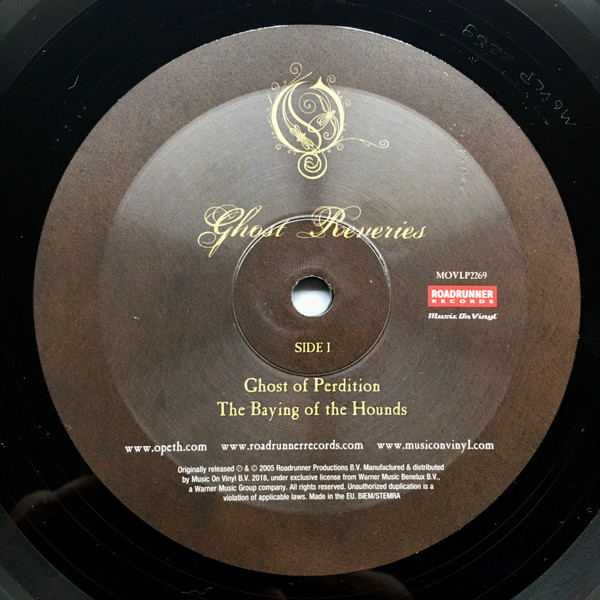 MOVLP 2229
Ghost Reveries
MOVLP2269
ROADRUNNER
RECORDS
Music On Vinyl
SIDE 1
Ghost of Perdition
The Baying of the Hounds
www.opeth.com www.roadrunnerrecords.com www.musiconvinyl.com
Originally released ℗ & © 2005 Roadrunner Productions B.V. Manufactured & distributed
by Music On Vinyl B.V. 2018, under exclusive license from Warner Music Benelux B.V.,
a Warner Music Group company. All rights reserved. Unauthorized duplication is a
violation of applicable laws. Made in the EU. BIEM/STEMRA